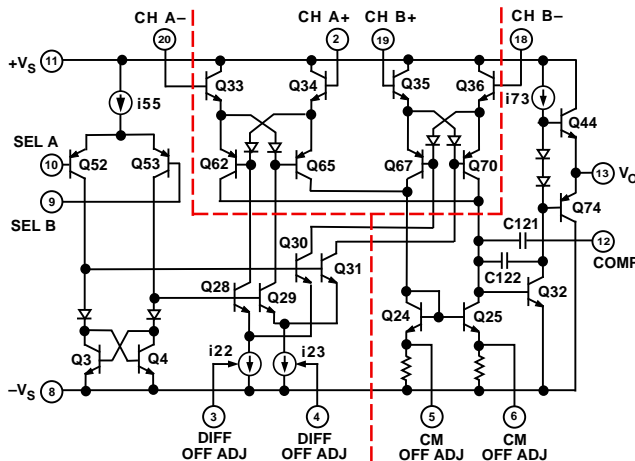 CH A–
CH A+
CH B+
CH B–
20
2
19
18
11
+VS
Q33
Q34
Q35
Q36
i55
i73
Q44
SEL A
10
Q52
Q53
Q62
Q65
Q67
Q70
13
VO
9
SEL B
Q74
C121
12
COMP
Q30
Q31
C122
Q28
Q29
Q32
Q24
Q25
Q3
Q4
i22
i23
–VS
8
3
4
5
6
DIFF
OFF ADJ
DIFF
OFF ADJ
CM
OFF ADJ
CM
OFF ADJ